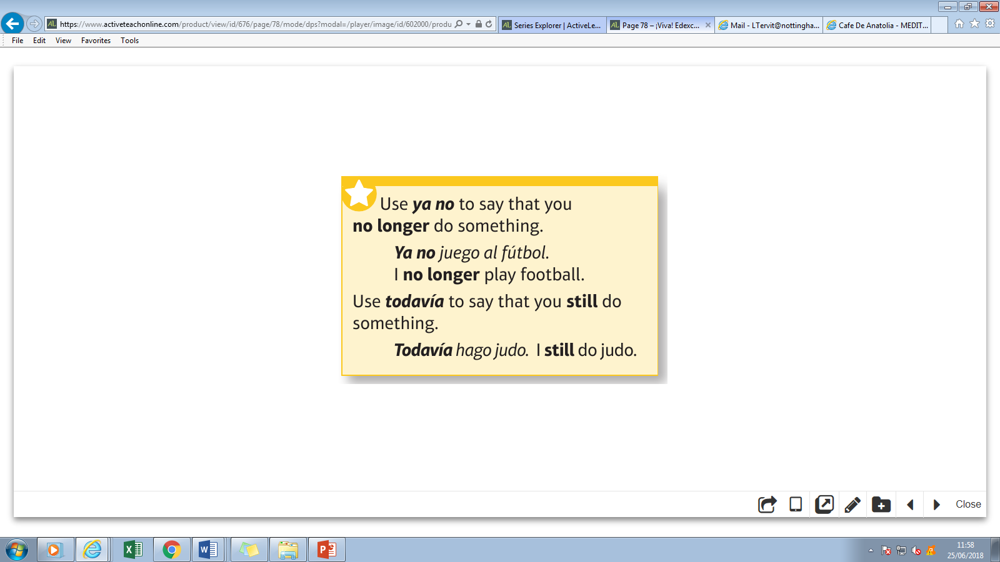 https://www.activeteachonline.com/product/view/id/676/page/78/mode/dps?modal=/player/image/id/602000/produ
AL Series Explorer | ActiveLe...
AL Page 78 – ¡Viva! Edexc...
Mail - LTervit@nottingha...
Cafe De Anatolia - MEDIT...
File Edit View Favorites Tools
Use ya no to say that you
no longer do something.
Ya no juego al fútbol.
I no longer play football.
Use todavía to say that you still do
something.
Todavía hago judo. I still do judo.
Close
11:58
25/06/2018